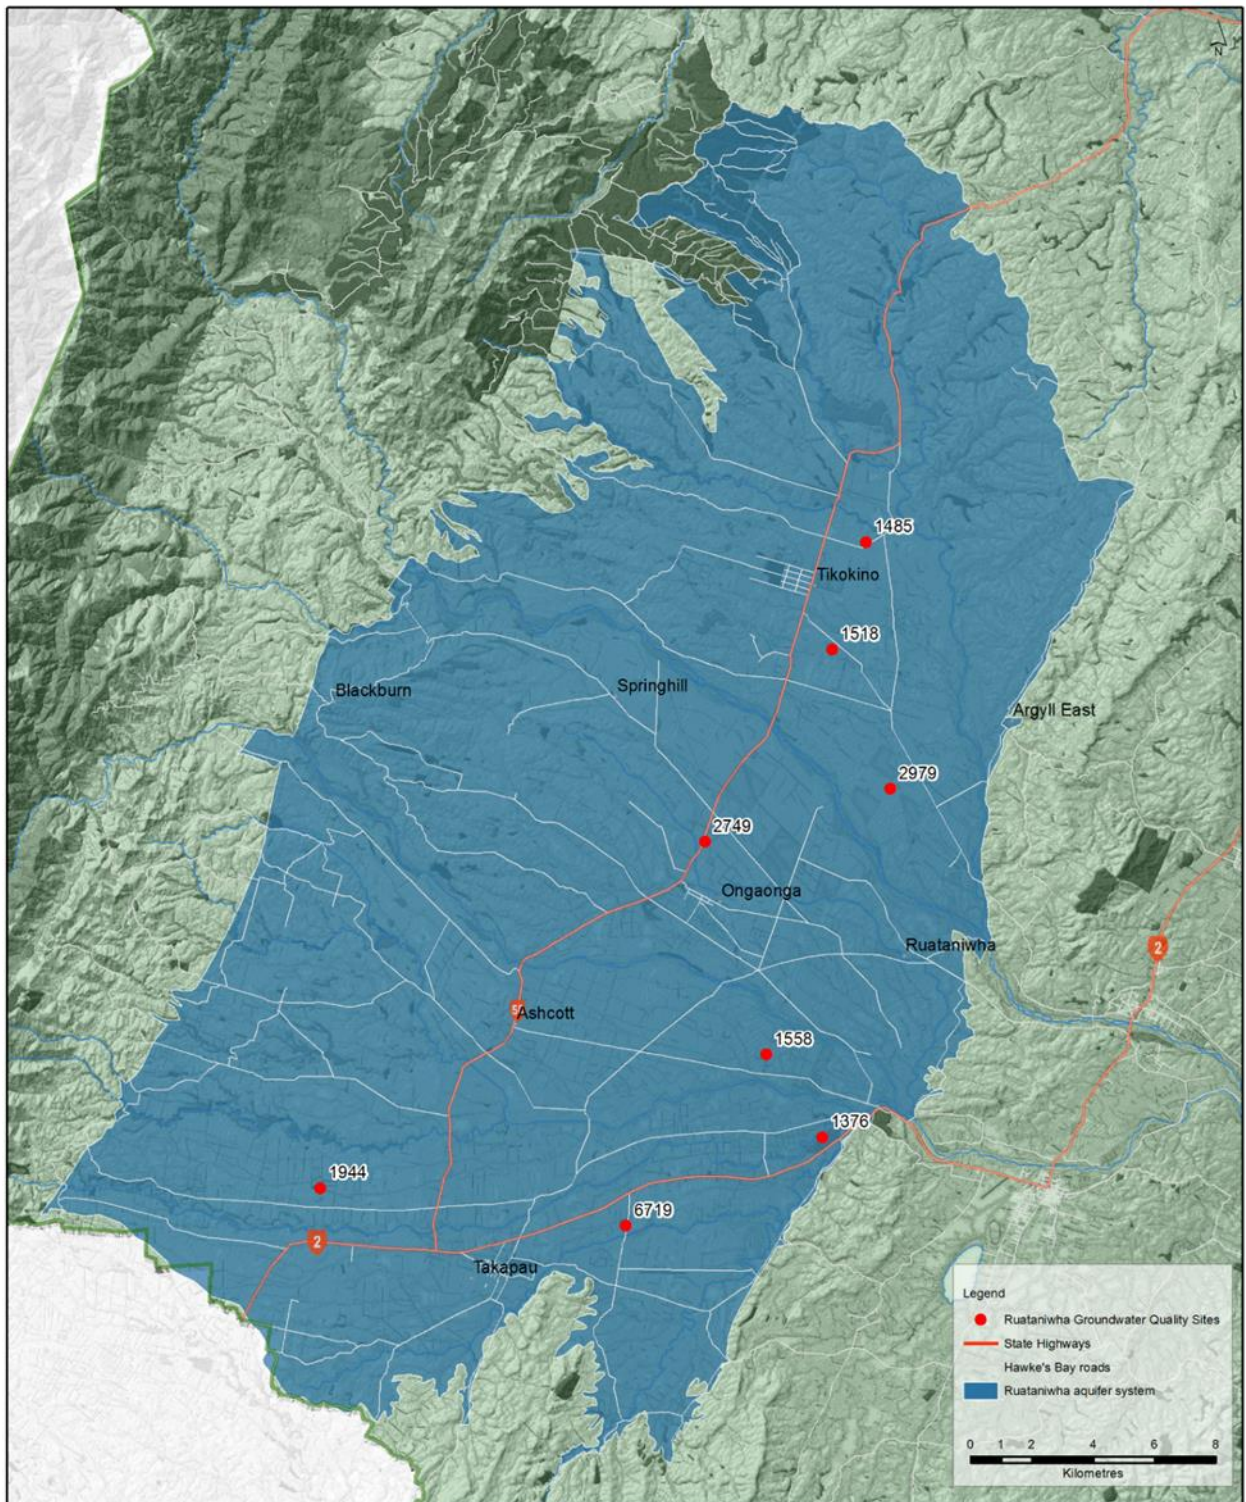 N
1485
Tikokino
1518
Springhill
Blackburn
Argyll East
2979
2749
Ongaonga
Ruataniwha
2
Ashcott
1558
1376
1944
6719
2
Takapau
Legend
Ruataniwha Groundwater Quality Sites
State Highways
Hawke's Bay roads
Ruataniwha aquifer system
0 1 2 4 6 8
Kilometres